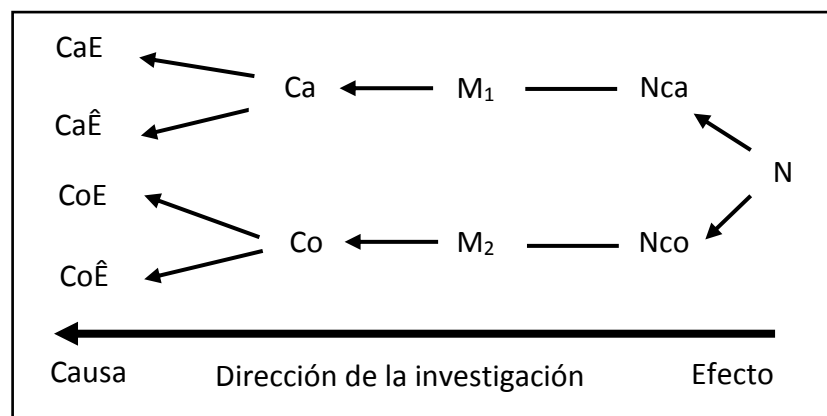 CaE
Ca M₁ Nca
CaÊ
N
CoE
Co M₂ Nco
CoÊ
Causa Dirección de la investigación Efecto